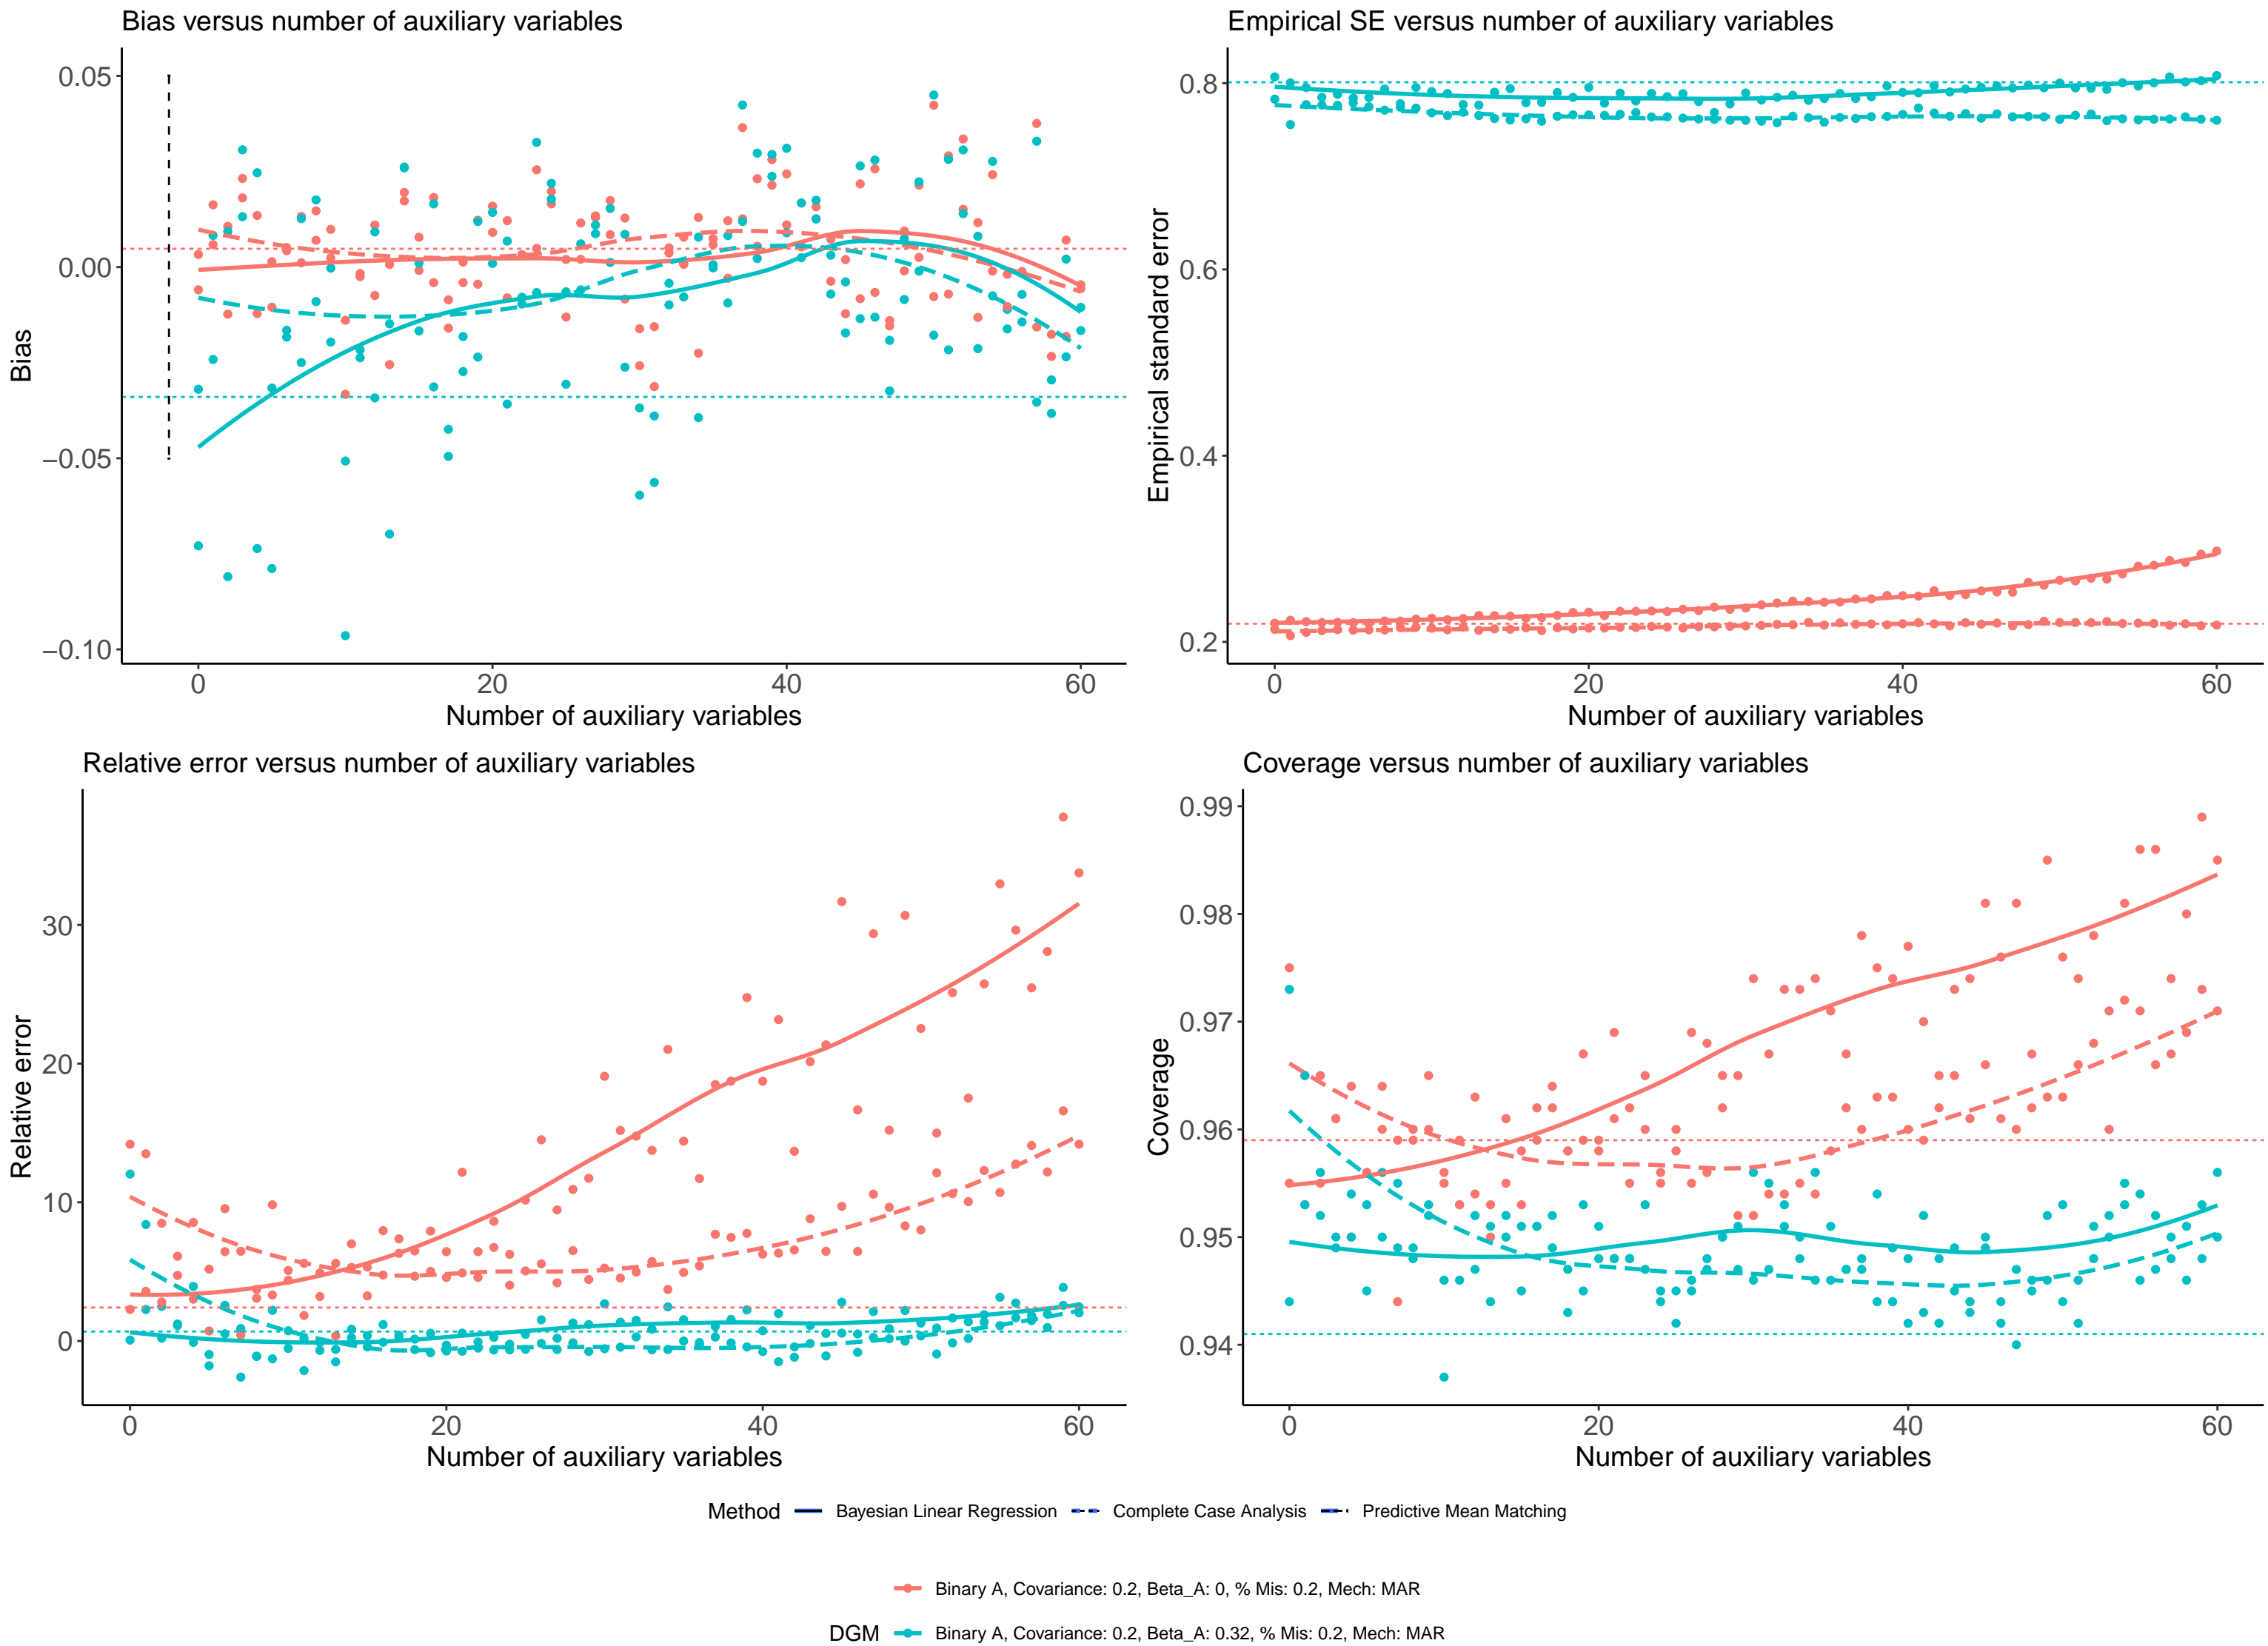 Bias versus number of auxiliary variables
0.05
0.00
−0.05
−0.10
Bias
0 20 40 60
Number of auxiliary variables
Empirical SE versus number of auxiliary variables
0.8
0.6
0.4
0.2
Empirical standard error
0 20 40 60
Number of auxiliary variables
Relative error versus number of auxiliary variables
30
20
10
0
Relative error
0 20 40 60
Number of auxiliary variables
Coverage versus number of auxiliary variables
0.99
0.98
0.97
0.96
0.95
0.94
Coverage
0 20 40 60
Number of auxiliary variables
Method Bayesian Linear Regression Complete Case Analysis Predictive Mean Matching
Binary A, Covariance: 0.2, Beta_A: 0, % Mis: 0.2, Mech: MAR
DGM Binary A, Covariance: 0.2, Beta_A: 0.32, % Mis: 0.2, Mech: MAR